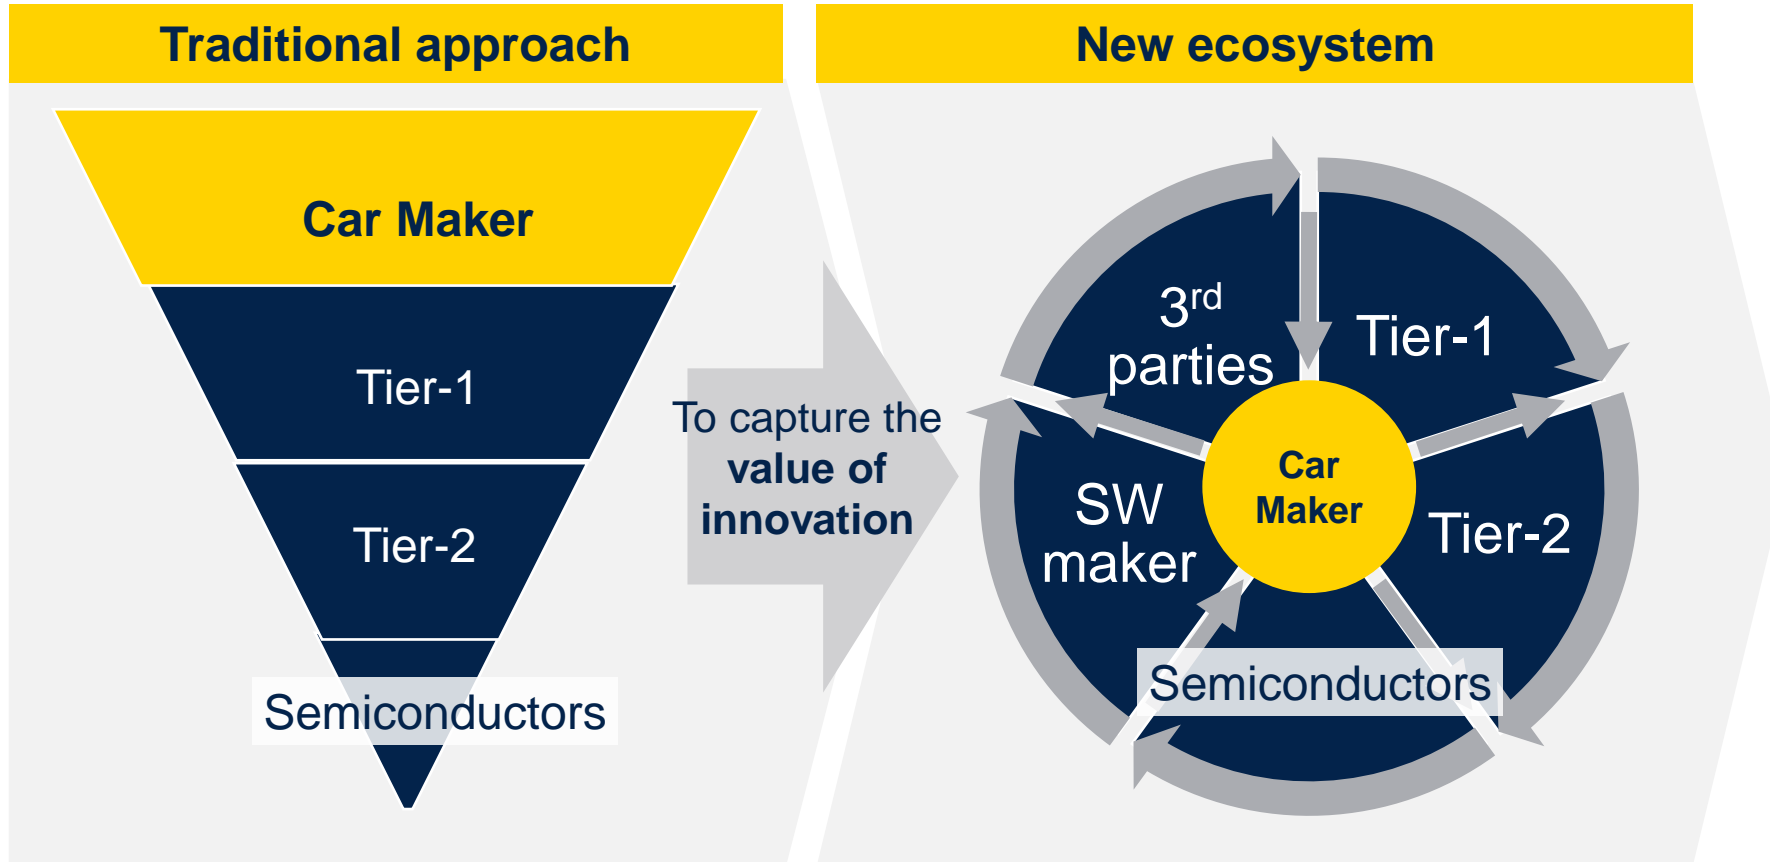 Traditional approach
Car Maker
Tier-1
Tier-2
Semiconductors
To capture the
value of
innovation
New ecosystem
3rd
parties
Tier-1
Car
Maker
SW
maker
Tier-2
Semiconductors